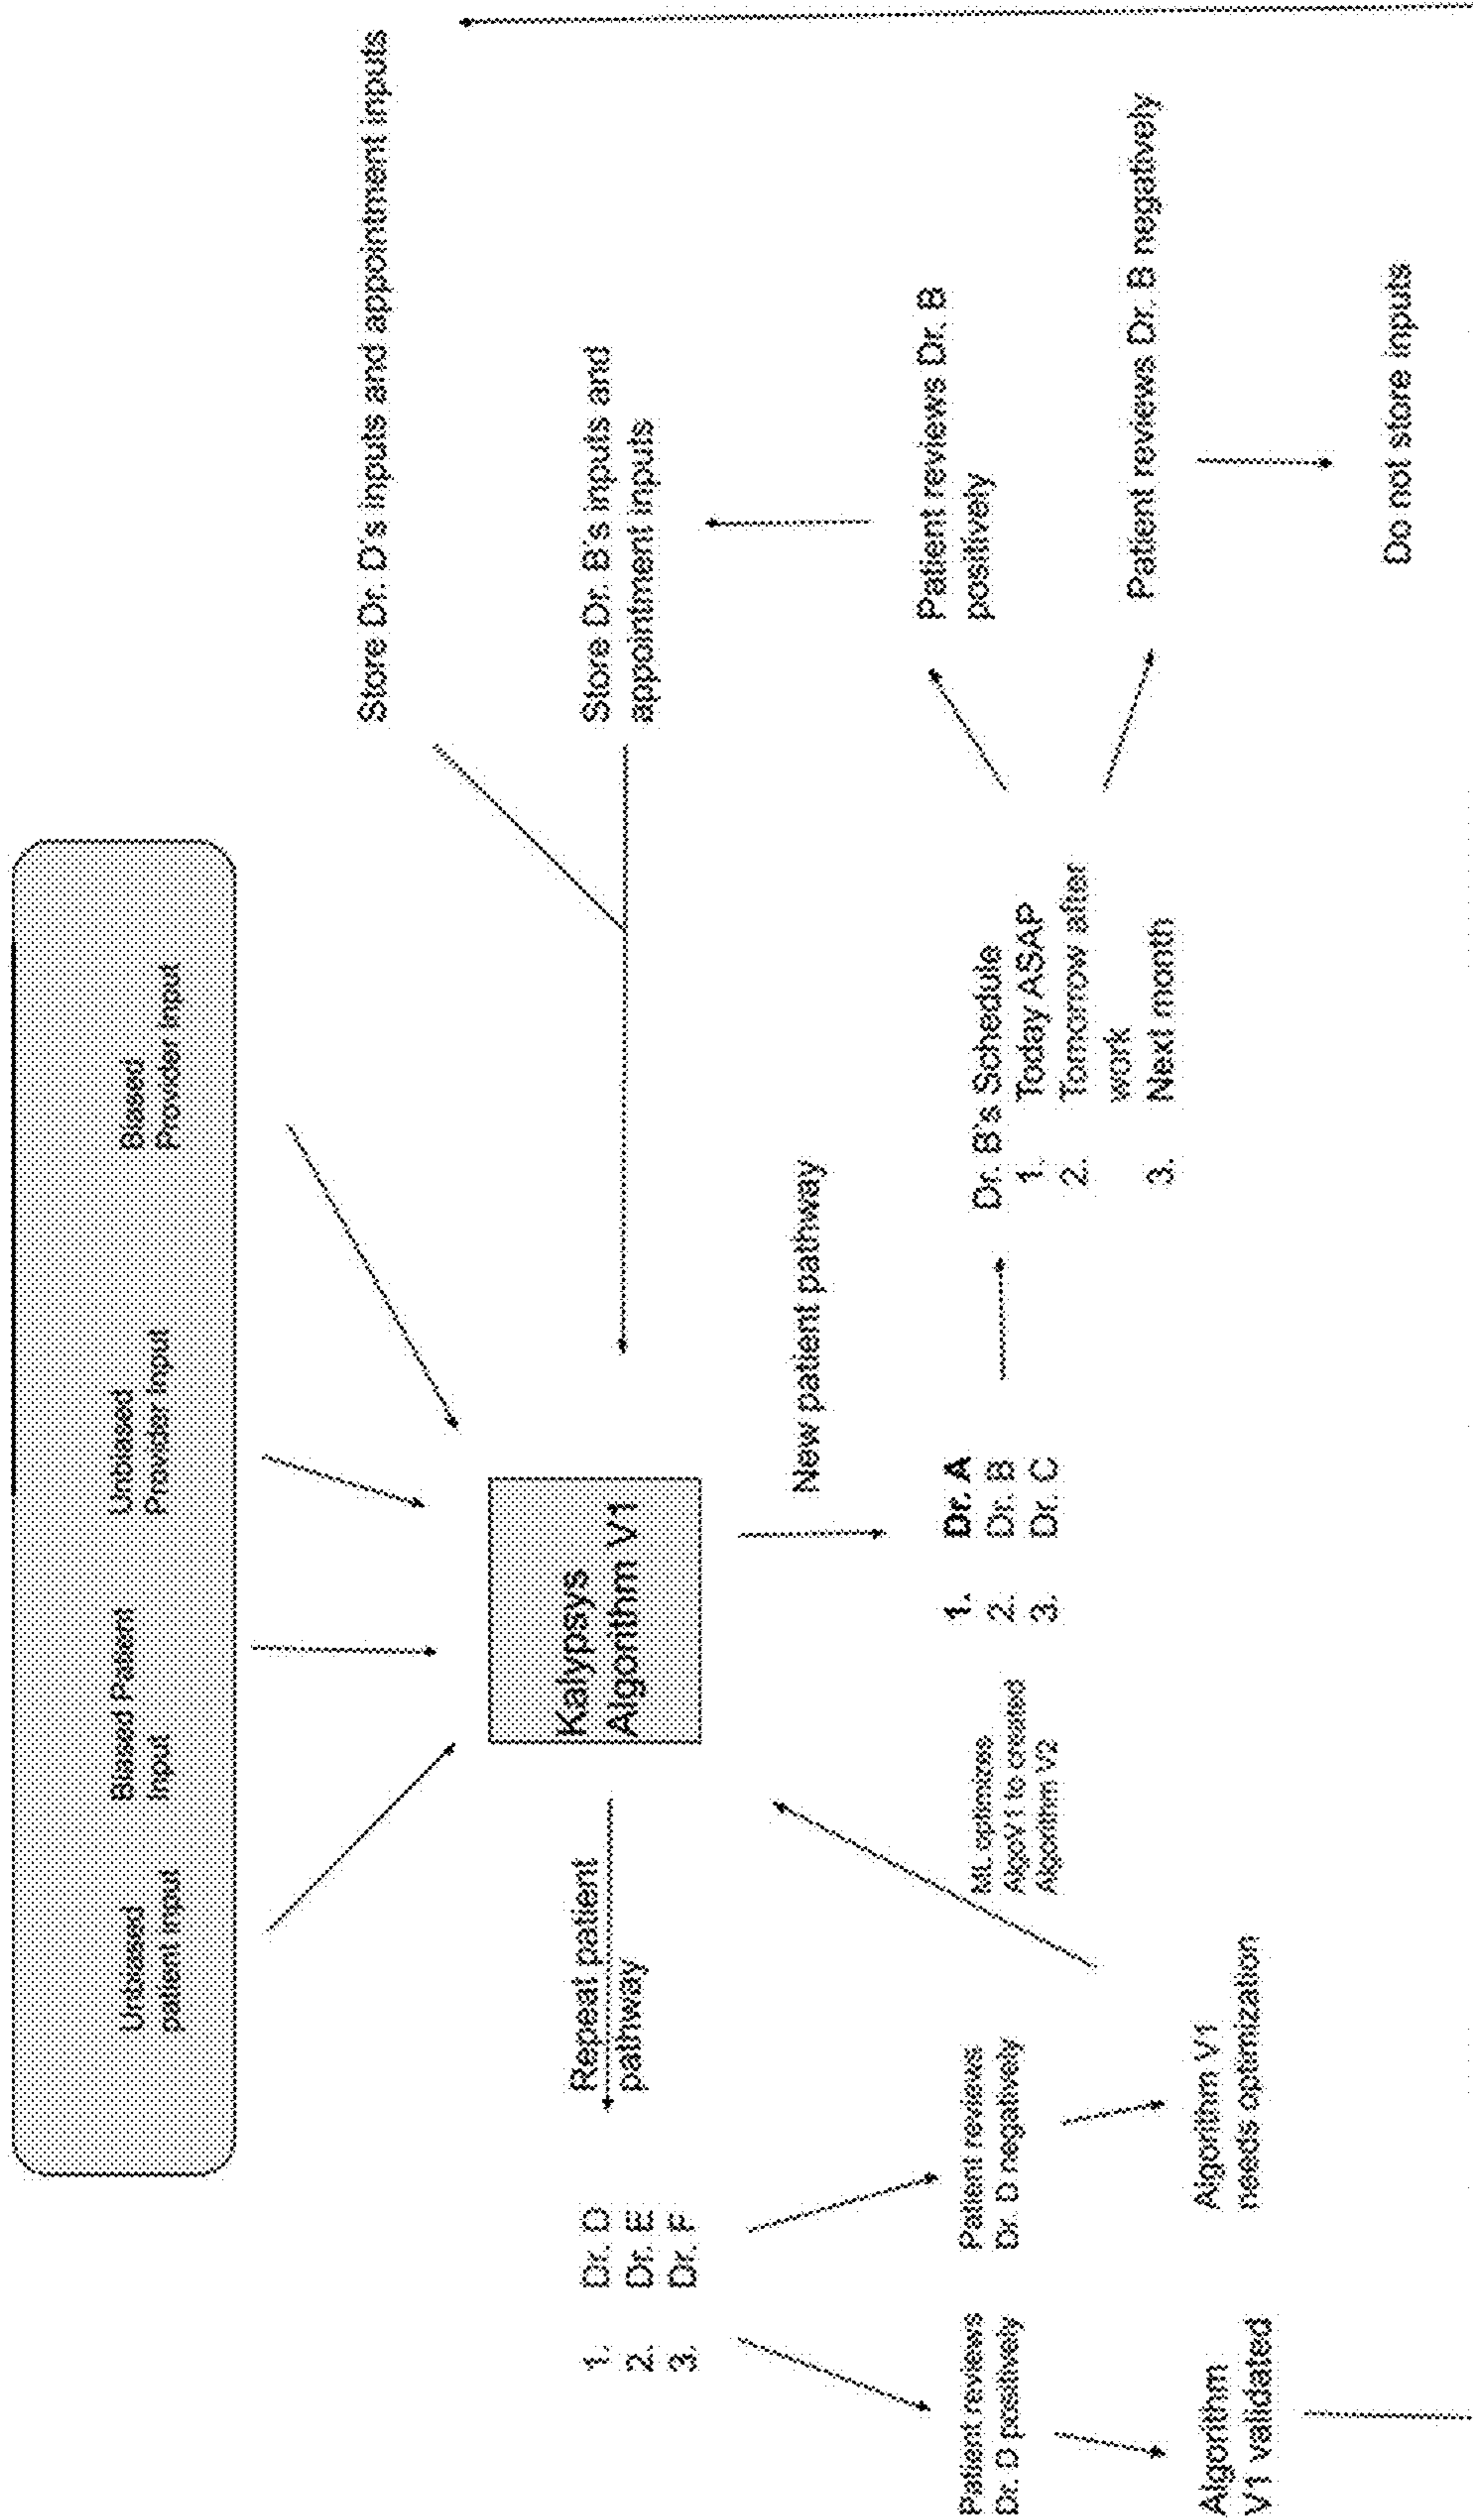 Unbiased
patient input
Biased Patient
Input
Unbiased
Provider input
Biased
Provider input
Store Dr. D's inputs and appointment inputs
Kalypsys
Algorithm V1
Repeat patient
pathway
Store Dr. B's inputs and
appointment inputs
1. Dr. D
2. Dr. E
3. Dr. F
New patient pathway
1. Dr. A
2. Dr. B
3. Dr. C
ML optimizes
AlgoV1 to created
Algorithm V2
Dr. B's Schedule
1. Today ASAP
2. Tomorrow after
work
3. Next month
Patient reviews Dr. B
positively
Patient reviews Dr. B negatively
Do not store inputs
Patient reviews
Dr. D positively
Patient reviews
Dr. D negatively
Algorithm
V1 validated
Algorithm V1
needs optimization